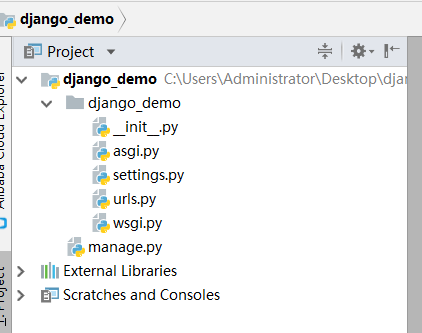 django_demo
Project
django_demo C:\Users\Administrator\Desktop\djan
django_demo
__init__.py
asgi.py
settings.py
urls.py
wsgi.py
manage.py
External Libraries
Scratches and Consoles
Alibaba Cloud Explorer
1: Project